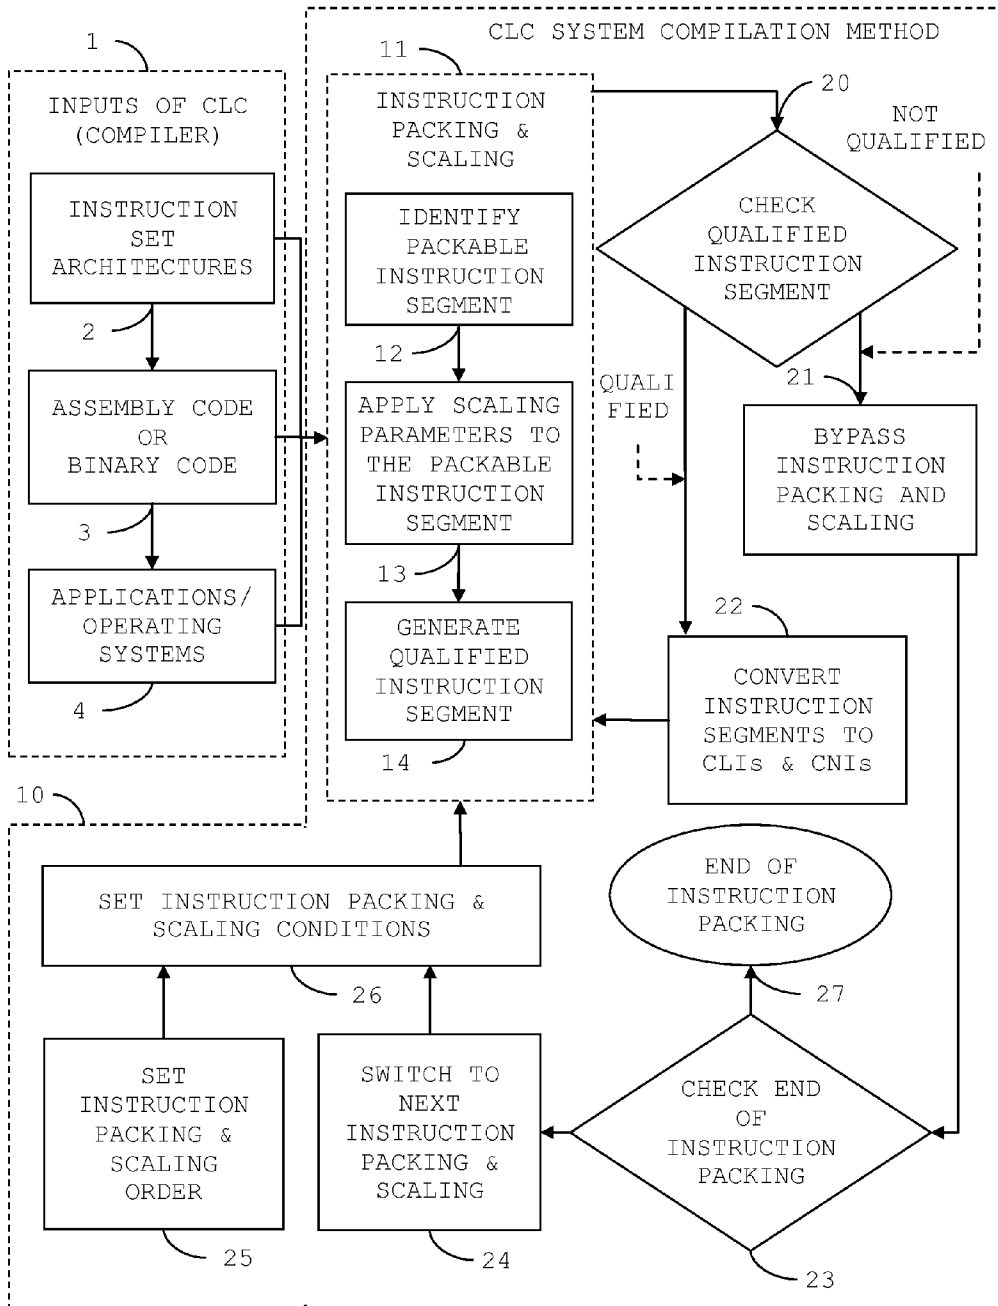 CLC SYSTEM COMPILATION METHOD
1
INPUTS OF CLC
(COMPILER)
INSTRUCTION
SET
ARCHITECTURES
2
ASSEMBLY CODE
OR
BINARY CODE
3
APPLICATIONS/
OPERATING
SYSTEMS
4
11
INSTRUCTION
PACKING &
SCALING
IDENTIFY
PACKABLE
INSTRUCTION
SEGMENT
12
APPLY SCALING
PARAMETERS TO
THE PACKABLE
INSTRUCTION
SEGMENT
13
GENERATE
QUALIFIED
INSTRUCTION
SEGMENT
14
20
NOT
QUALIFIED
CHECK
QUALIFIED
INSTRUCTION
SEGMENT
QUALI
FIED
21
BYPASS
INSTRUCTION
PACKING AND
SCALING
22
CONVERT
INSTRUCTION
SEGMENTS TO
CLIs & CNIs
10
SET INSTRUCTION PACKING &
SCALING CONDITIONS
26
END OF
INSTRUCTION
PACKING
27
SET
INSTRUCTION
PACKING &
SCALING
ORDER
25
SWITCH TO
NEXT
INSTRUCTION
PACKING &
SCALING
24
CHECK END
OF
INSTRUCTION
PACKING
23